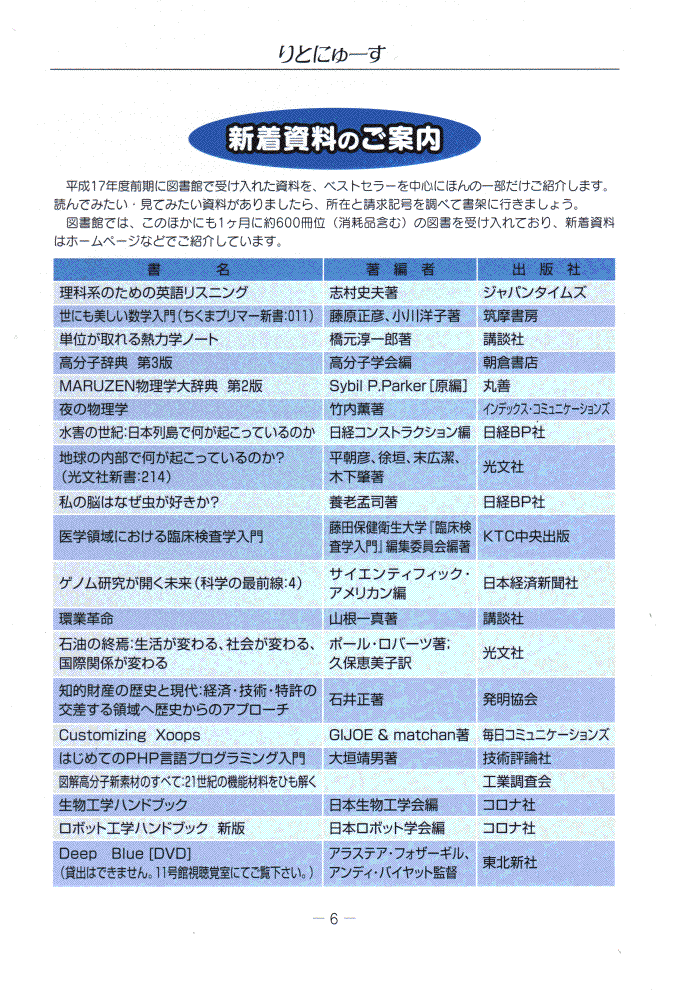 りとにゅーす
新着資料のご案内
平成17年度前期に図書館で受け入れた資料を、ベストセラーを中心にほんの一部だけご紹介します。
読んでみたい・見てみたい資料がありましたら、所在と請求記号を調べて書架に行きましょう。
図書館では、このほかにも1ヶ月に約600冊位（消耗品含む）の図書を受け入れており、新着資料
はホームページなどでご紹介しています。
書　名 著 編 者 出 版 社
理科系のための英語リスニング 志村史夫著 ジャパンタイムズ
世にも美しい数学入門（ちくまプリマー新書:011） 藤原正彦、小川洋子著 筑摩書房
単位が取れる熱力学ノート 橋元淳一郎著 講談社
高分子辞典 第3版 高分子学会編 朝倉書店
MARUZEN物理学大辞典 第2版 Sybil P.Parker［原編］ 丸善
夜の物理学 竹内薫著 インデックス・コミュニケーションズ
水害の世紀:日本列島で何が起こっているのか 日経コンストラクション編 日経BP社
地球の内部で何が起こっているのか?
（光文社新書:214） 平朝彦、徐垣、末広潔、
木下肇著 光文社
私の脳はなぜ虫が好きか? 養老孟司著 日経BP社
医学領域における臨床検査学入門 藤田保健衛生大学『臨床検
査学入門』編集委員会編著 KTC中央出版
ゲノム研究が開く未来（科学の最前線:4） サイエンティフィック・
アメリカン編 日本経済新聞社
環業革命 山根一真著 講談社
石油の終焉:生活が変わる、社会が変わる、
国際関係が変わる ポール・ロバーツ著;
久保恵美子訳 光文社
知的財産の歴史と現代:経済・技術・特許の
交差する領域へ歴史からのアプローチ 石井正著 発明協会
Customizing Xoops GIJOE & matchan著 毎日コミュニケーションズ
はじめてのPHP言語プログラミング入門 大垣靖男著 技術評論社
図解高分子新素材のすべて:21世紀の機能材料をひも解く 工業調査会
生物工学ハンドブック 日本生物工学会編 コロナ社
ロボット工学ハンドブック 新版 日本ロボット学会編 コロナ社
Deep Blue [DVD]
（貸出はできません。11号館視聴覚室にてご覧下さい。） アラステア・フォザーギル、
アンディ・バイヤット監督 東北新社
― 6 ―